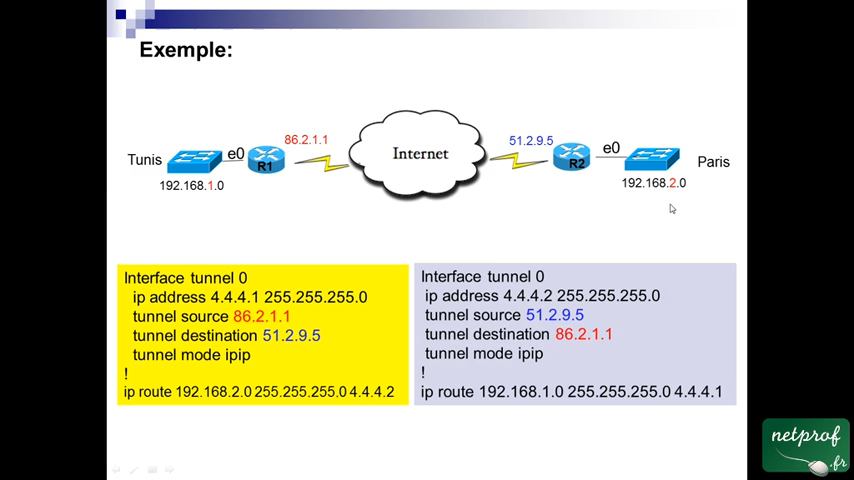 Exemple:
86.2.1.1
51.2.9.5
Tunis
e0
R1
Internet
R2
e0
Paris
192.168.1.0
192.168.2.0
Interface tunnel 0
ip address 4.4.4.1 255.255.255.0
tunnel source 86.2.1.1
tunnel destination 51.2.9.5
tunnel mode ipip
!
ip route 192.168.2.0 255.255.255.0 4.4.4.2
Interface tunnel 0
ip address 4.4.4.2 255.255.255.0
tunnel source 51.2.9.5
tunnel destination 86.2.1.1
tunnel mode ipip
!
ip route 192.168.1.0 255.255.255.0 4.4.4.1
netprof
.fr